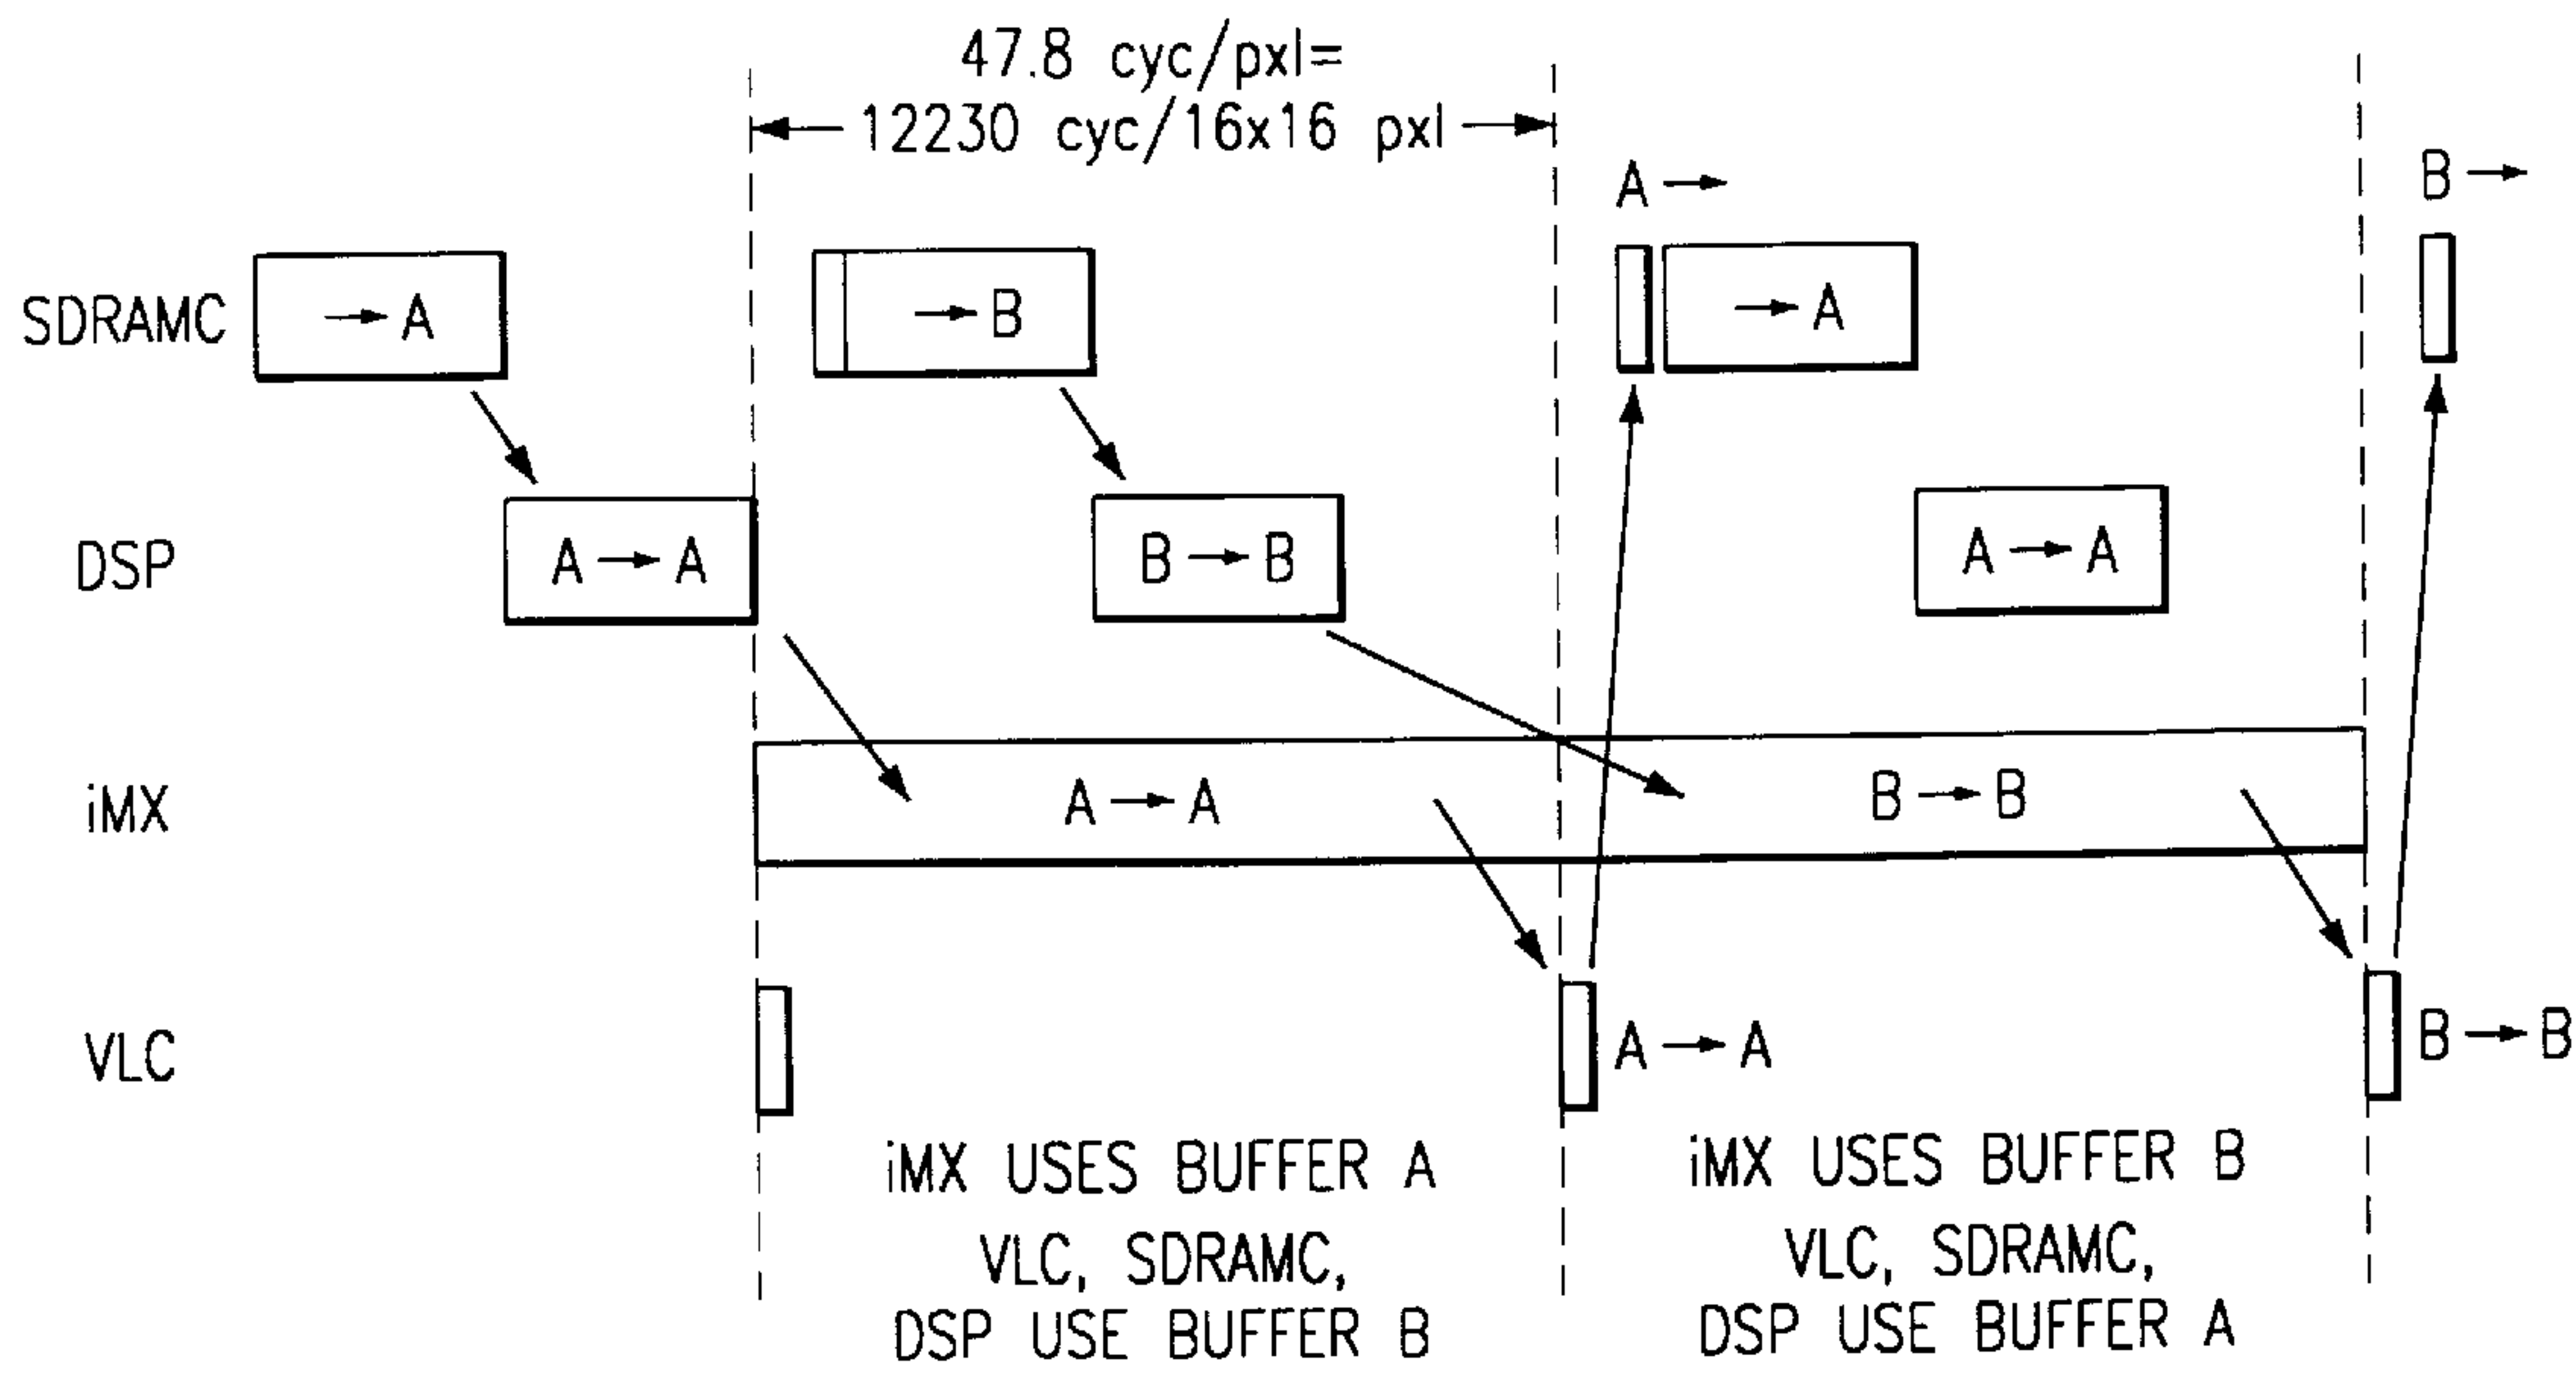 47.8 cyc/pxl=
12230 cyc/16x16 pxl
A → B →
SDRAMC → A → B → A
DSP A → A B → B A → A
iMX A → A B → B
VLC A → A B → B
iMX USES BUFFER A
VLC, SDRAMC,
DSP USE BUFFER B
iMX USES BUFFER B
VLC, SDRAMC,
DSP USE BUFFER A